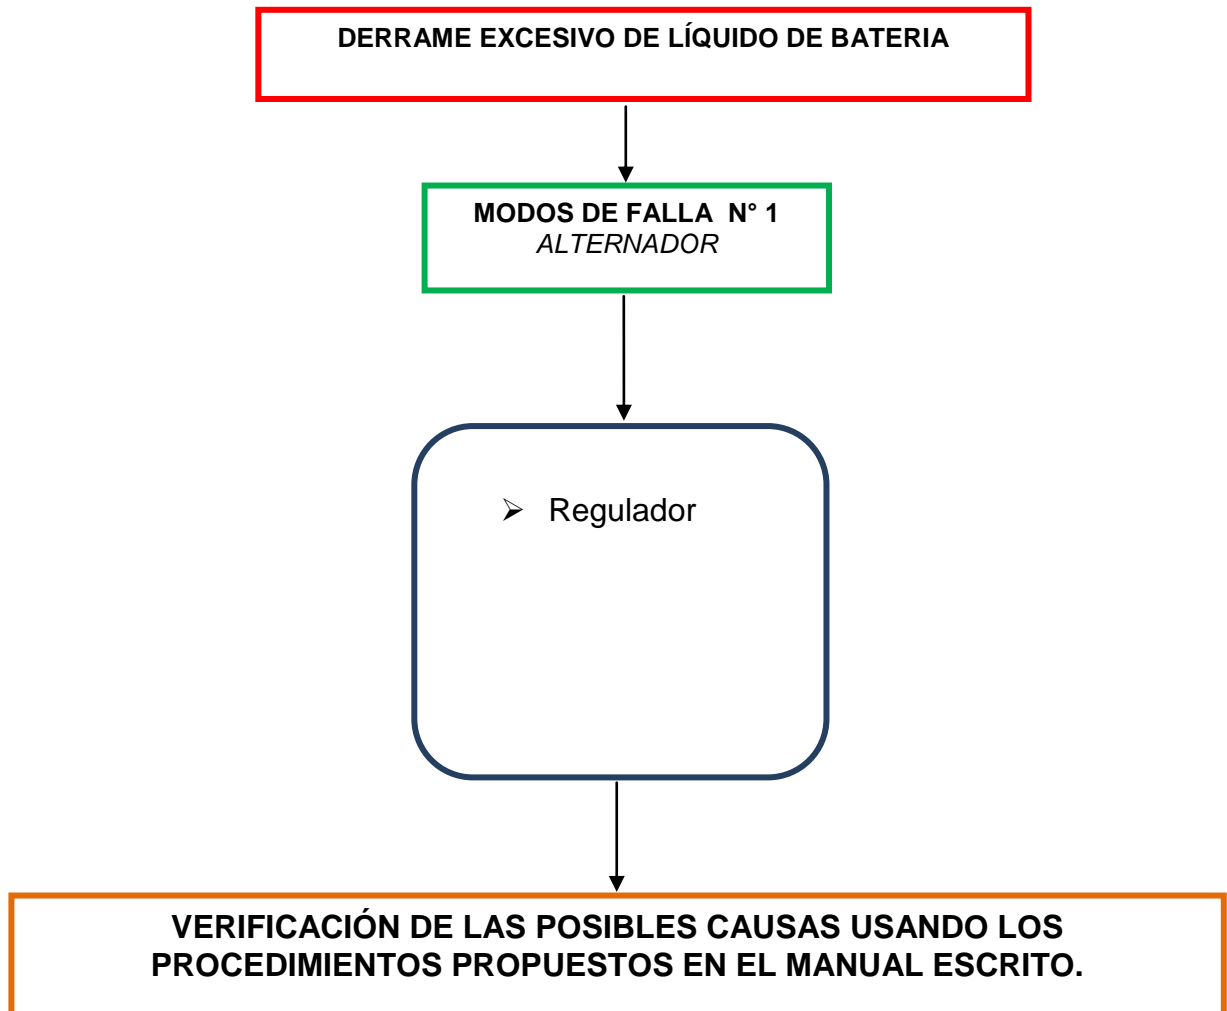 DERRAME EXCESIVO DE LÍQUIDO DE BATERIA
MODOS DE FALLA N° 1
ALTERNADOR
➢ Regulador
VERIFICACIÓN DE LAS POSIBLES CAUSAS USANDO LOS
PROCEDIMIENTOS PROPUESTOS EN EL MANUAL ESCRITO.